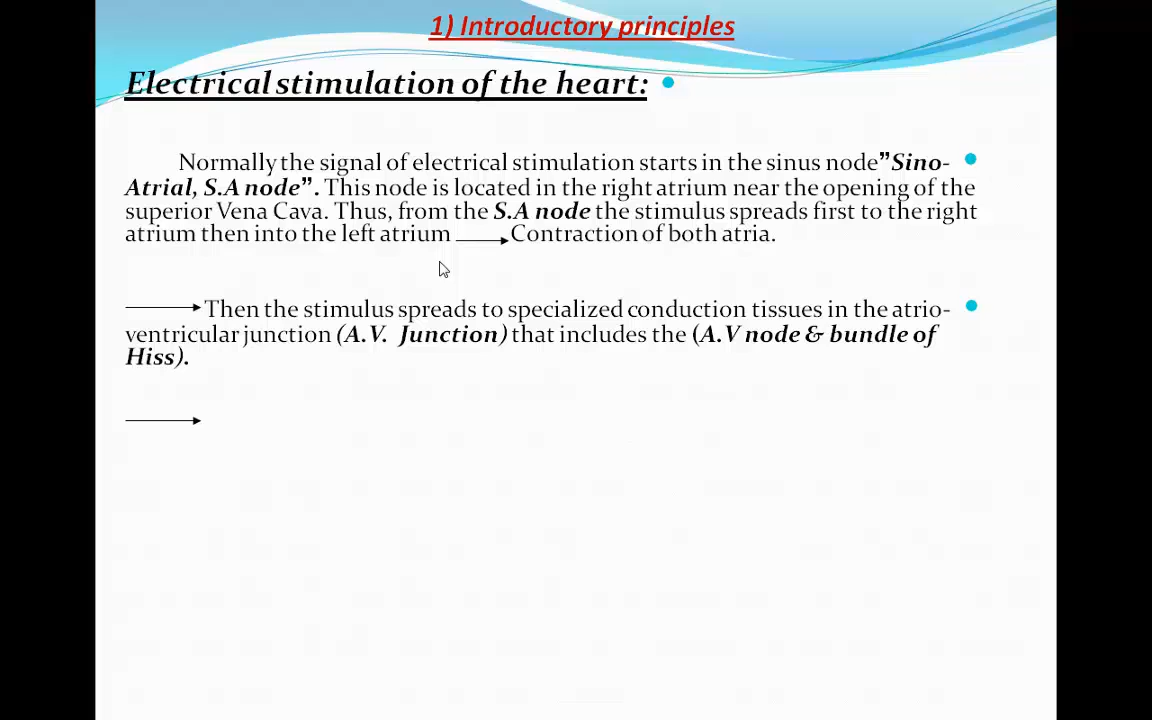 1) Introductory principles
Electrical stimulation of the heart:
Normally the signal of electrical stimulation starts in the sinus node”Sino-
Atrial, S.A node”. This node is located in the right atrium near the opening of the
superior Vena Cava. Thus, from the S.A node the stimulus spreads first to the right
atrium then into the left atrium → Contraction of both atria.
→ Then the stimulus spreads to specialized conduction tissues in the atrio-
ventricular junction (A.V. Junction) that includes the (A.V node & bundle of
Hiss).